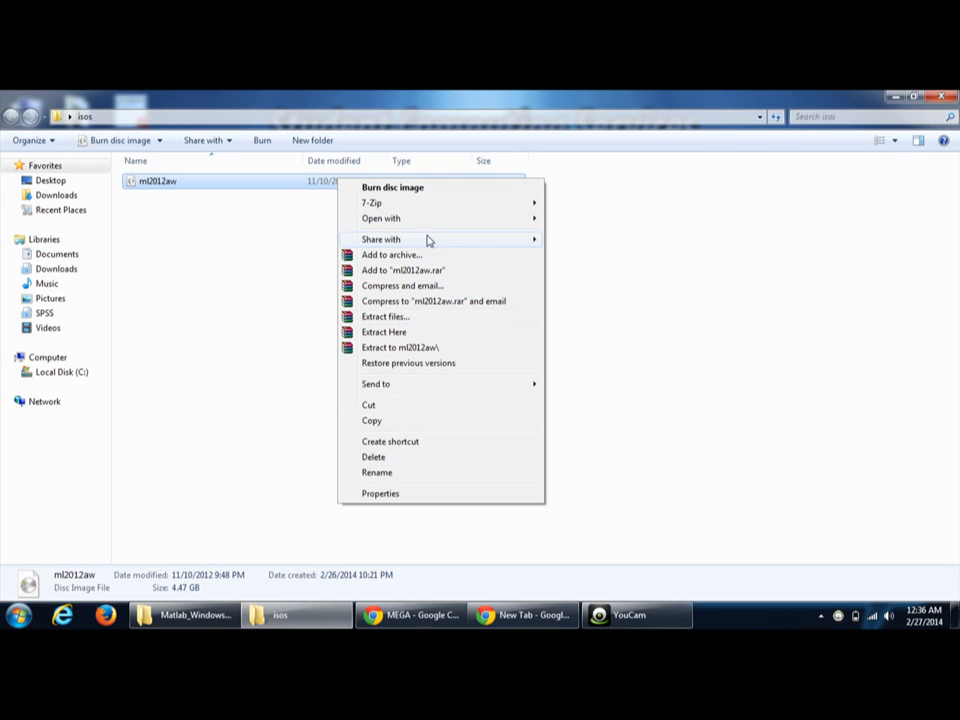 isos
Search isos
Organize
Burn disc image
Share with
Burn
New folder
Name
Date modified
Type
Size
Favorites
Desktop
Downloads
Recent Places
Libraries
Documents
Downloads
Music
Pictures
SPSS
Videos
Computer
Local Disk (C:)
Network
ml2012aw
11/10/20
Burn disc image
7-Zip
Open with
Share with
Add to archive...
Add to "ml2012aw.rar"
Compress and email...
Compress to "ml2012aw.rar" and email
Extract files...
Extract Here
Extract to ml2012aw\
Restore previous versions
Send to
Cut
Copy
Create shortcut
Delete
Rename
Properties
ml2012aw Date modified: 11/10/2012 9:48 PM Date created: 2/26/2014 10:21 PM
Disc Image File Size: 4.47 GB
Matlab_Windows...
isos
MEGA - Google C...
New Tab - Googl...
YouCam
12:36 AM
2/27/2014